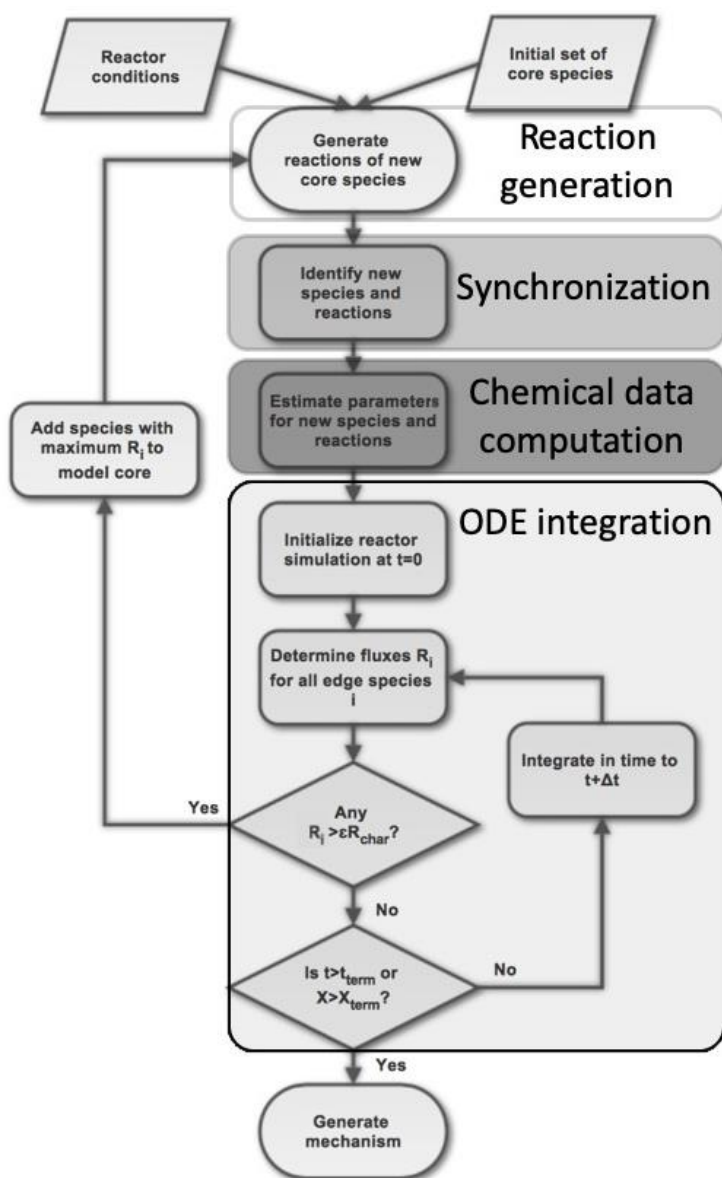 Reactor
conditions
Initial set of
core species
Generate
reactions of new
core species
Reaction
generation
Identify new
species and
reactions
Synchronization
Estimate parameters
for new species and
reactions
Chemical data
computation
Add species with
maximum Rᵢ to
model core
ODE integration
Initialize reactor
simulation at t=0
Determine fluxes Rᵢ
for all edge species
i
Integrate in time to
t+Δt
Yes
Any
Rᵢ >εR_char?
No
Is t>t_term or
X>X_term?
No
Yes
Generate
mechanism